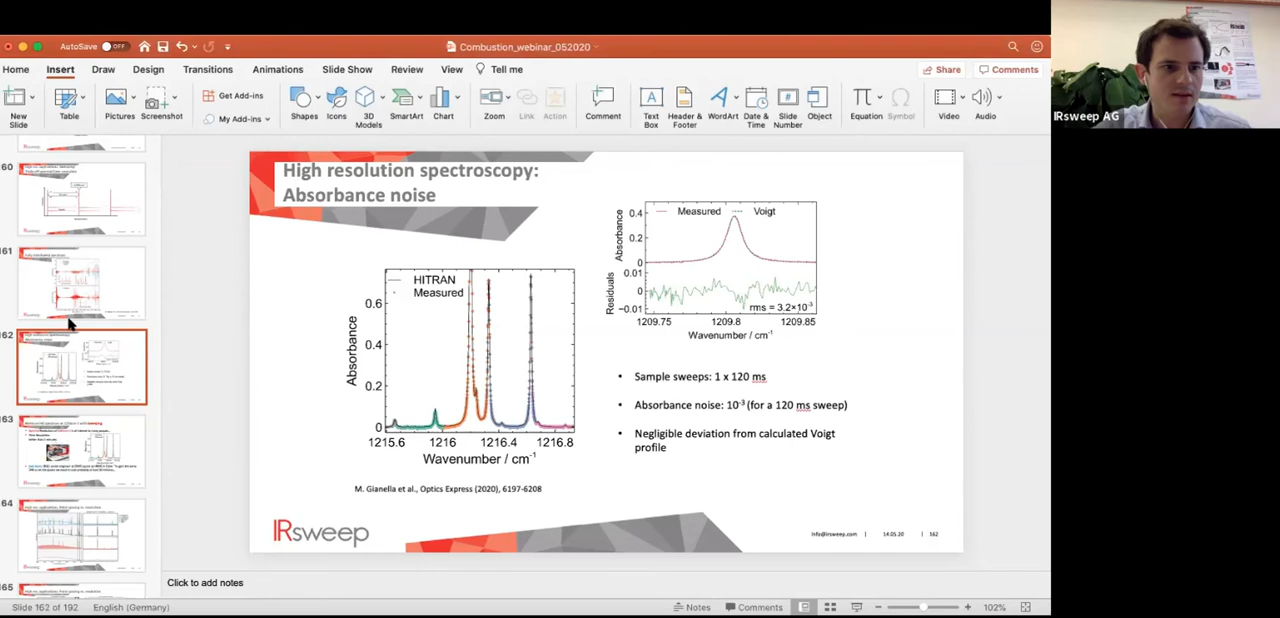 AutoSave OFF
Combustion_webinar_052020
Home Insert Draw Design Transitions Animations Slide Show Review View Tell me
Share Comments
New Slide
Table
Pictures
Screenshot
Get Add-ins
My Add-ins
Shapes
Icons
3D Models
SmartArt
Chart
Zoom
Link
Action
Comment
Text Box
Header & Footer
WordArt
Date & Time
Slide Number
Object
Equation
Symbol
Video
Audio
IRsweep AG
60
161
62
163
64
165
High resolution spectroscopy:
Absorbance noise
Absorbance
0.6
0.4
0.2
0
HITRAN
Measured
1215.6 1216 1216.4 1216.8
Wavenumber / cm⁻¹
Measured Voigt
Absorbance
0.4
0.2
0
Residuals
0.01
0
−0.01
rms = 3.2×10⁻³
1209.75 1209.8 1209.85
Wavenumber / cm⁻¹
• Sample sweeps: 1 x 120 ms
• Absorbance noise: 10⁻³ (for a 120 ms sweep)
• Negligible deviation from calculated Voigt
profile
M. Gianella et al., Optics Express (2020), 6197-6208
IRsweep
info@irsweep.com | 14.05.20 | 162
Click to add notes
Slide 162 of 192 English (Germany)
Notes Comments 102%